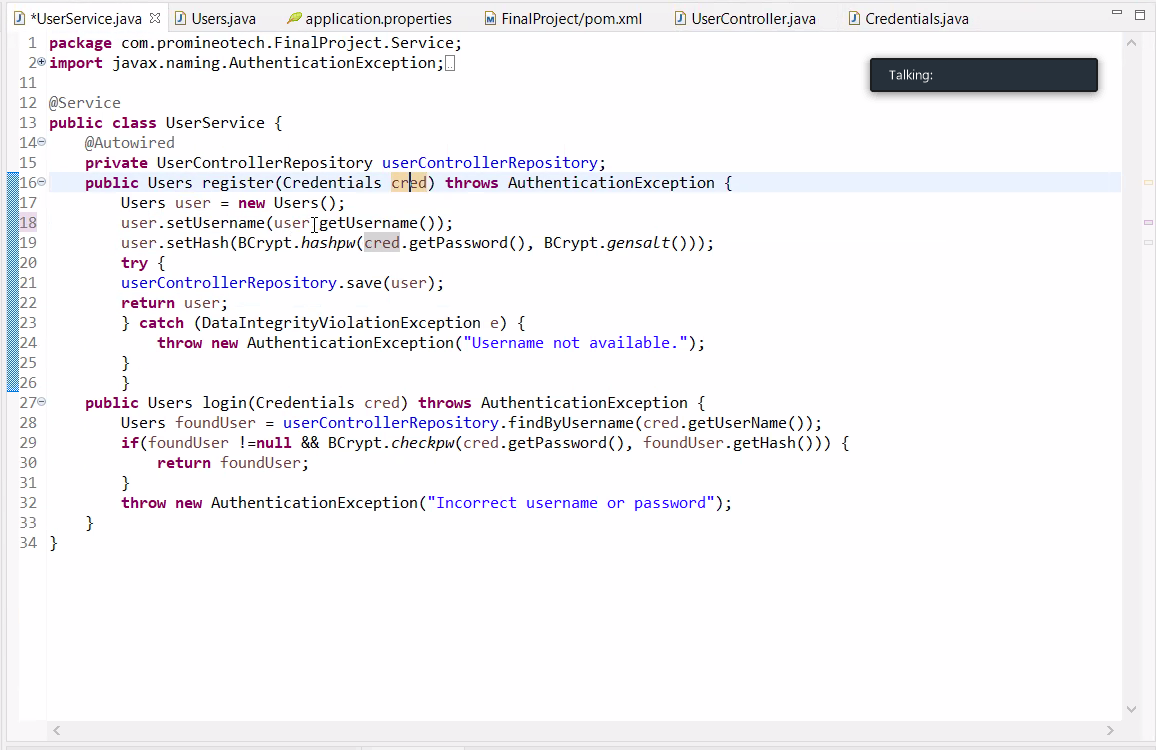 *UserService.java Users.java application.properties FinalProject/pom.xml UserController.java Credentials.java
Talking:
1 package com.promineotech.FinalProject.Service;
2 import javax.naming.AuthenticationException;
11
12 @Service
13 public class UserService {
14 @Autowired
15 private UserControllerRepository userControllerRepository;
16 public Users register(Credentials cred) throws AuthenticationException {
17 Users user = new Users();
18 user.setUsername(user.getUsername());
19 user.setHash(BCrypt.hashpw(cred.getPassword(), BCrypt.gensalt()));
20 try {
21 userControllerRepository.save(user);
22 return user;
23 } catch (DataIntegrityViolationException e) {
24 throw new AuthenticationException("Username not available.");
25 }
26 }
27 public Users login(Credentials cred) throws AuthenticationException {
28 Users foundUser = userControllerRepository.findByUsername(cred.getUserName());
29 if(foundUser !=null && BCrypt.checkpw(cred.getPassword(), foundUser.getHash())) {
30 return foundUser;
31 }
32 throw new AuthenticationException("Incorrect username or password");
33 }
34 }